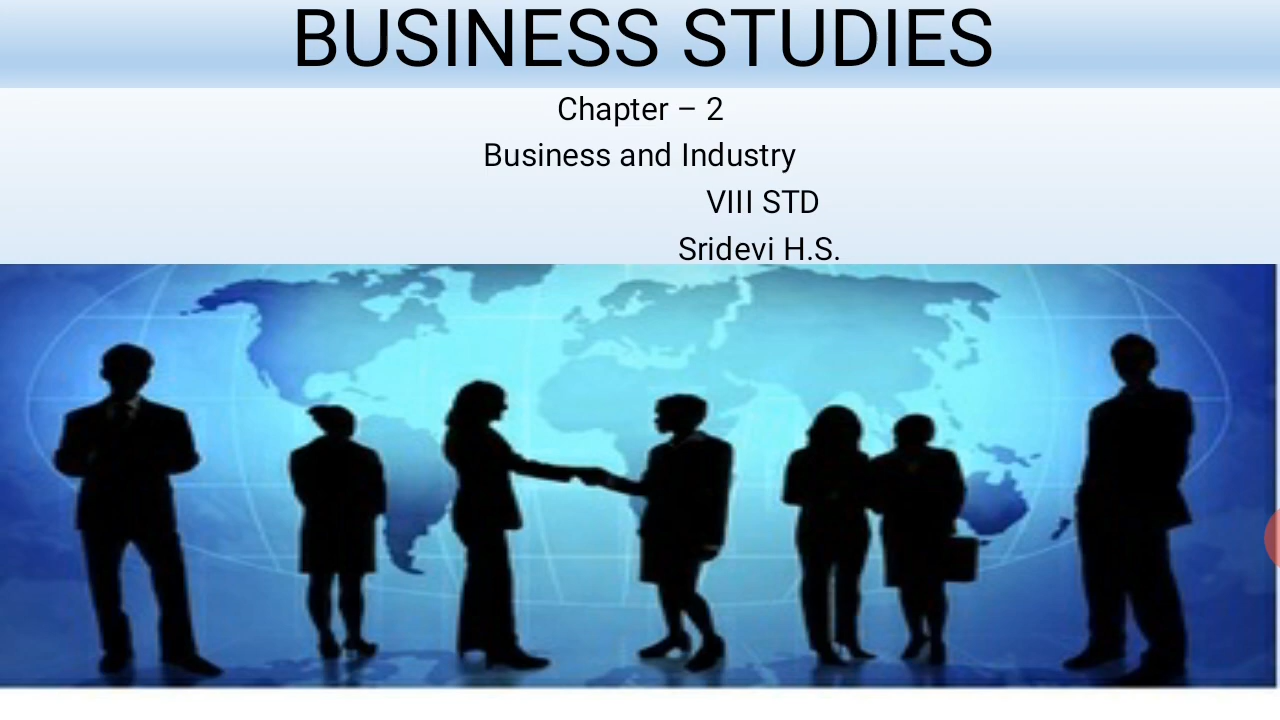 BUSINESS STUDIES
Chapter – 2
Business and Industry
VIII STD
Sridevi H.S.